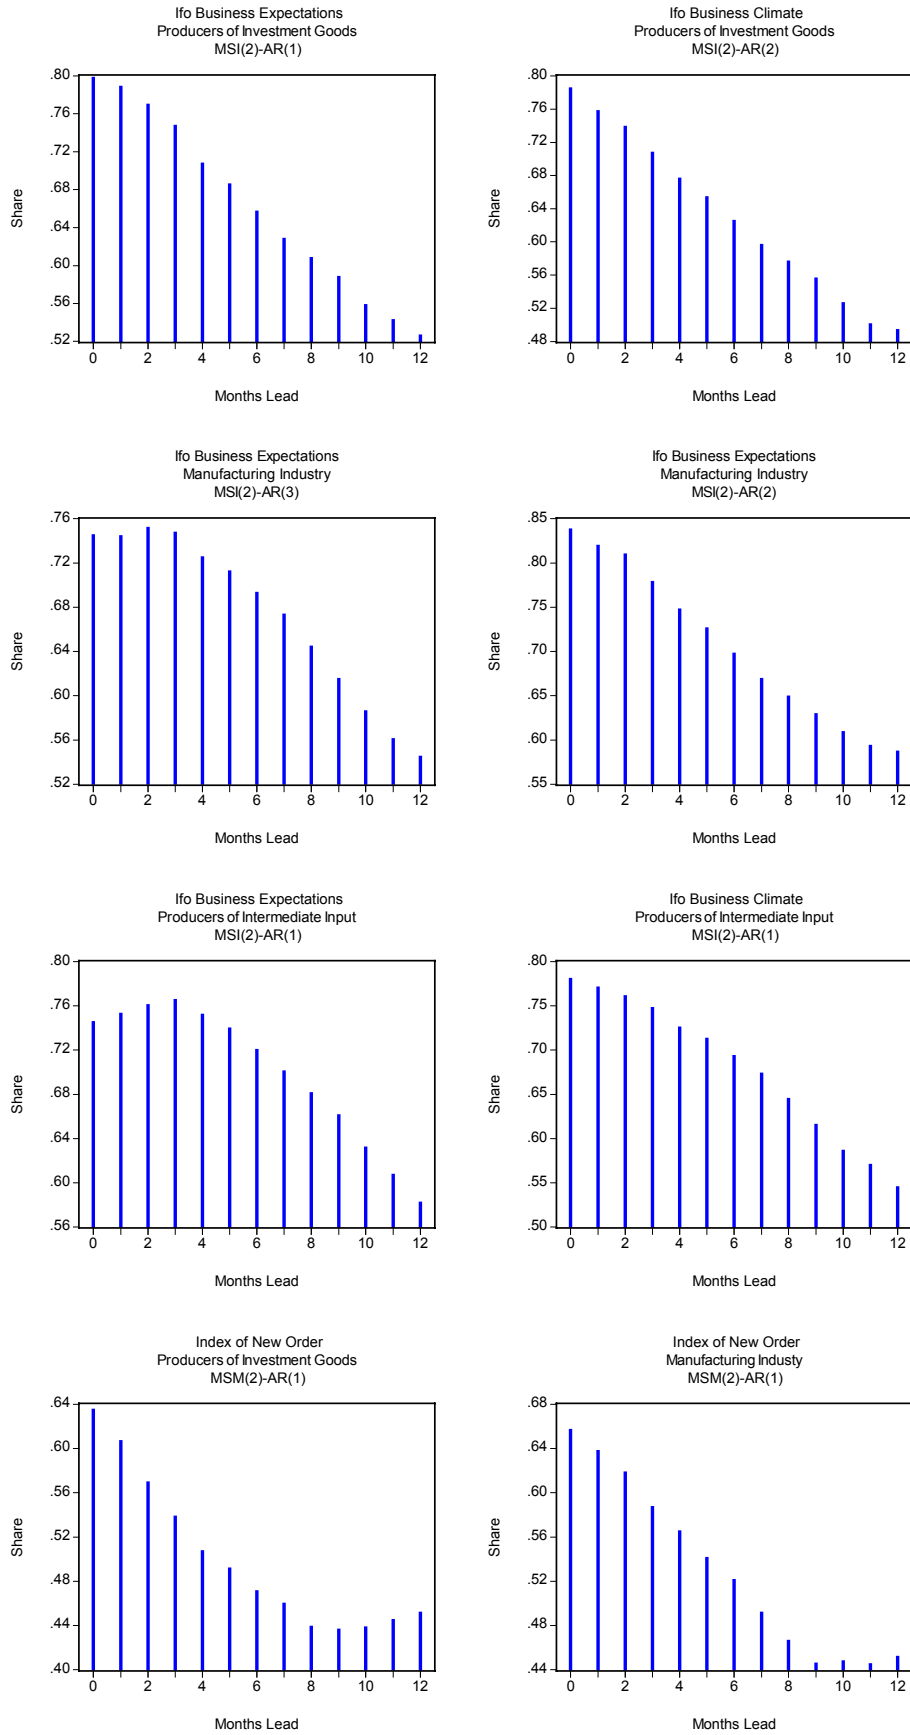 Ifo Business Expectations
Producers of Investment Goods
MSI(2)-AR(1)
.80
.76
.72
.68
.64
.60
.56
.52
Share
0 2 4 6 8 10 12
Months Lead
Ifo Business Climate
Producers of Investment Goods
MSI(2)-AR(2)
.80
.76
.72
.68
.64
.60
.56
.52
.48
Share
0 2 4 6 8 10 12
Months Lead
Ifo Business Expectations
Manufacturing Industry
MSI(2)-AR(3)
.76
.72
.68
.64
.60
.56
.52
Share
0 2 4 6 8 10 12
Months Lead
Ifo Business Expectations
Manufacturing Industry
MSI(2)-AR(2)
.85
.80
.75
.70
.65
.60
.55
Share
0 2 4 6 8 10 12
Months Lead
Ifo Business Expectations
Producers of Intermediate Input
MSI(2)-AR(1)
.80
.76
.72
.68
.64
.60
.56
Share
0 2 4 6 8 10 12
Months Lead
Ifo Business Climate
Producers of Intermediate Input
MSI(2)-AR(1)
.80
.75
.70
.65
.60
.55
.50
Share
0 2 4 6 8 10 12
Months Lead
Index of New Order
Producers of Investment Goods
MSM(2)-AR(1)
.64
.60
.56
.52
.48
.44
.40
Share
0 2 4 6 8 10 12
Months Lead
Index of New Order
Manufacturing Industy
MSM(2)-AR(1)
.68
.64
.60
.56
.52
.48
.44
Share
0 2 4 6 8 10 12
Months Lead